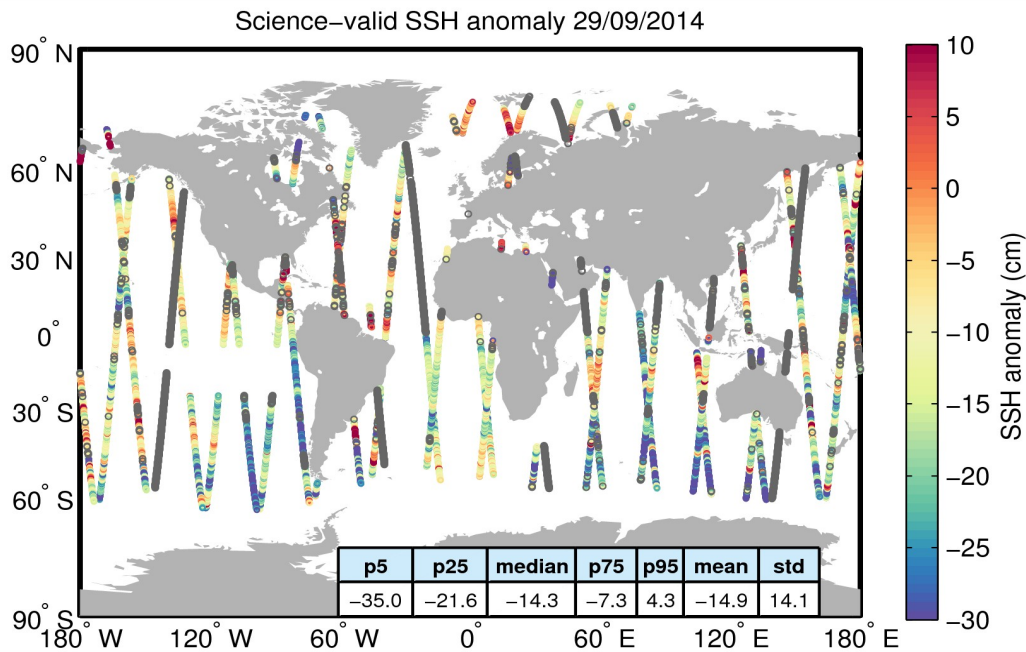 Science−valid SSH anomaly 29/09/2014
90° N
60° N
30° N
0°
30° S
60° S
90° S
180° W
120° W
60° W
0°
60° E
120° E
180° E
p5 p25 median p75 p95 mean std
−35.0 −21.6 −14.3 −7.3 4.3 −14.9 14.1
10
5
0
−5
−10
−15
−20
−25
−30
SSH anomaly (cm)